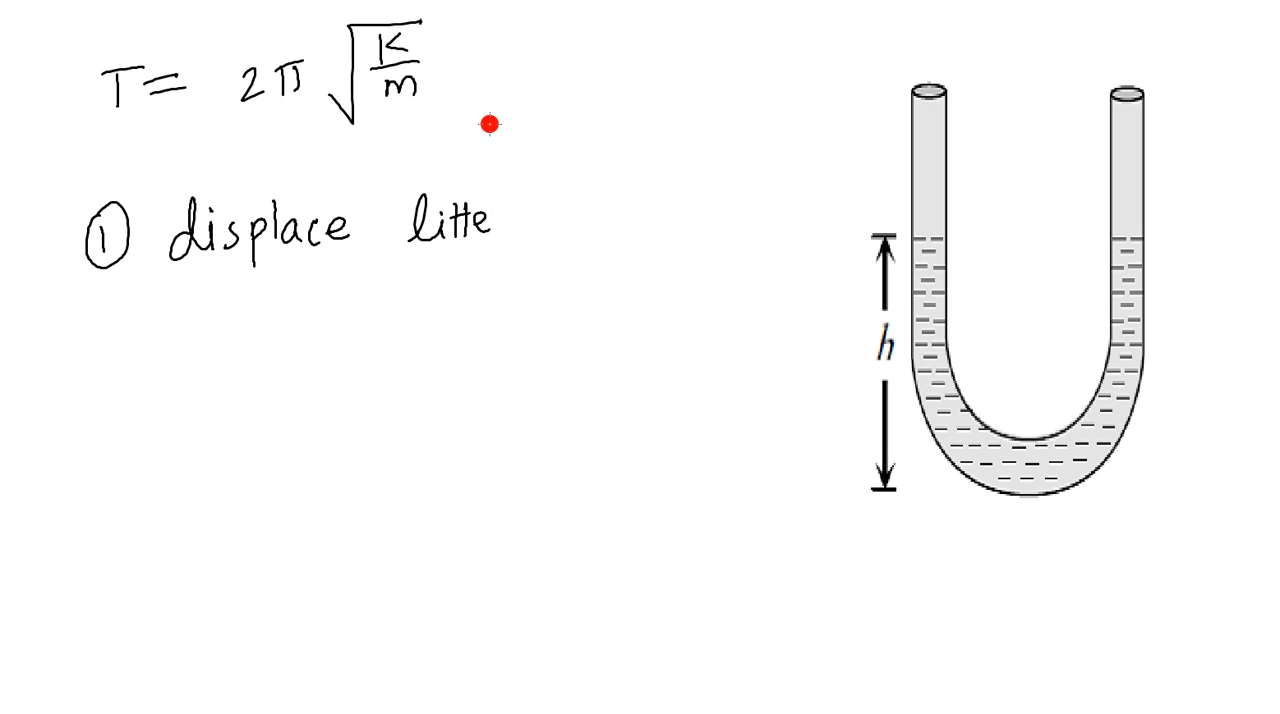 T = 2π √(K/m)
① displace litte
h